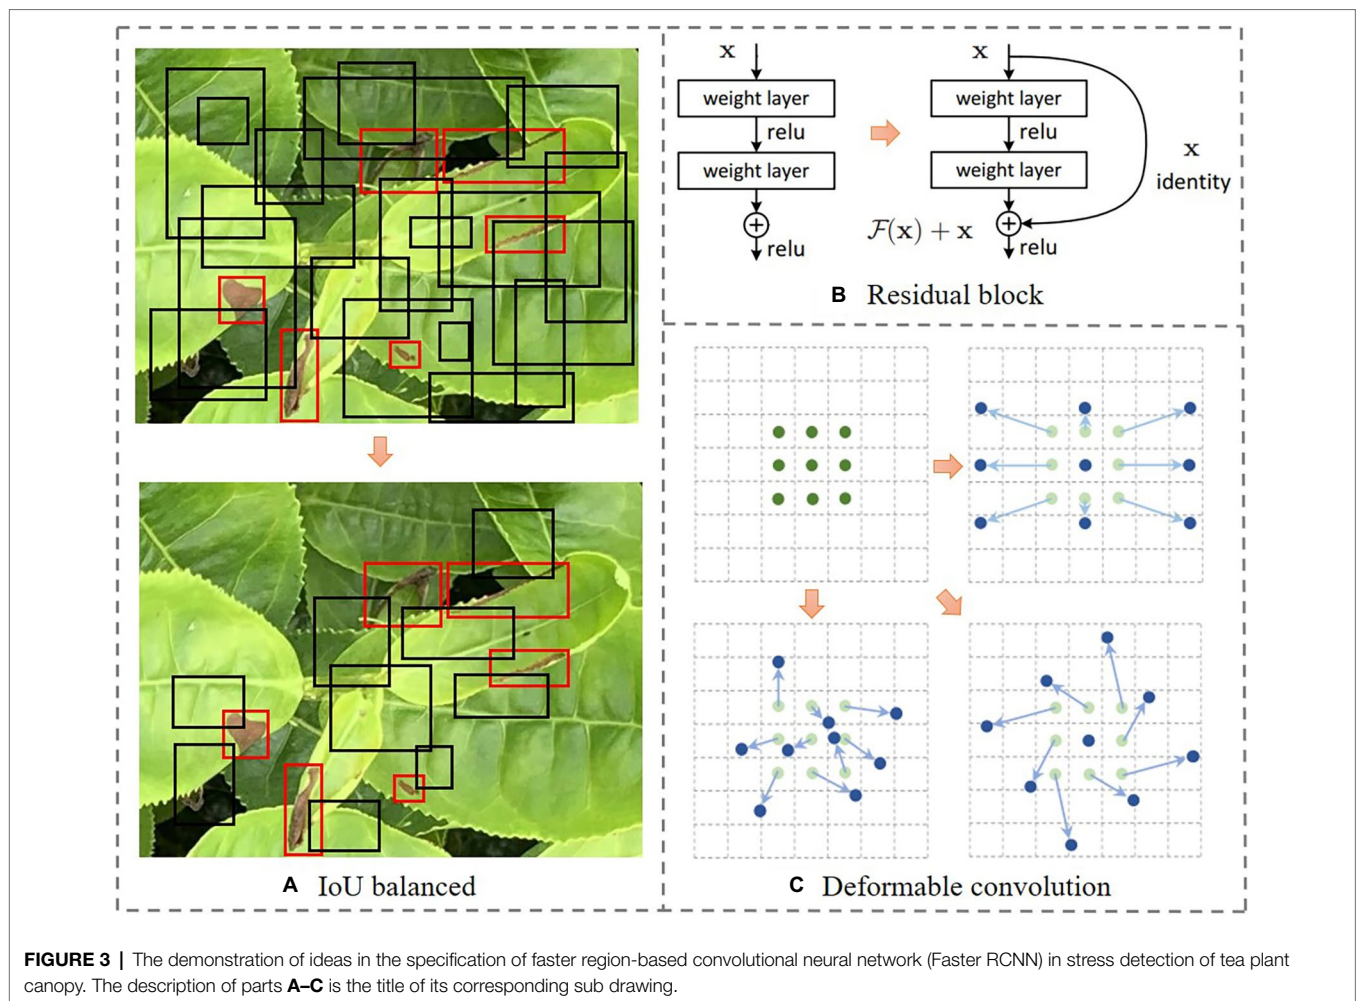 x
weight layer
relu
weight layer
relu
x
weight layer
relu
weight layer
relu
x
identity
F(x) + x
B Residual block
A IoU balanced
C Deformable convolution
FIGURE 3 | The demonstration of ideas in the specification of faster region-based convolutional neural network (Faster RCNN) in stress detection of tea plant
canopy. The description of parts A–C is the title of its corresponding sub drawing.